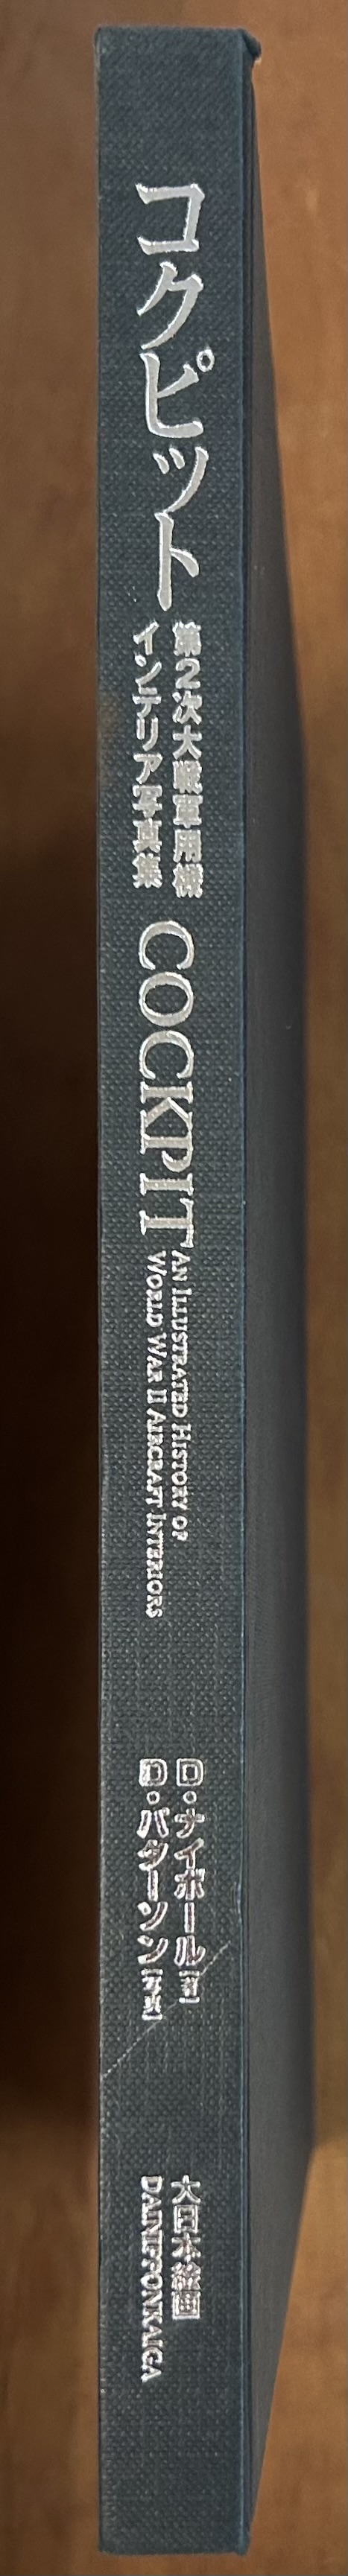 コクピット
第2次大戦軍用機
インテリア写真集
COCKPIT
AN ILLUSTRATED HISTORY OF
WORLD WAR II AIRCRAFT INTERIORS
D・ナイホール[著]
D・パターソン[写真]
大日本絵画
DAINIPPONKAIGA